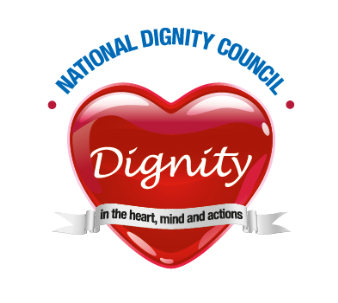 NATIONAL DIGNITY COUNCIL
Dignity
in the heart, mind and actions